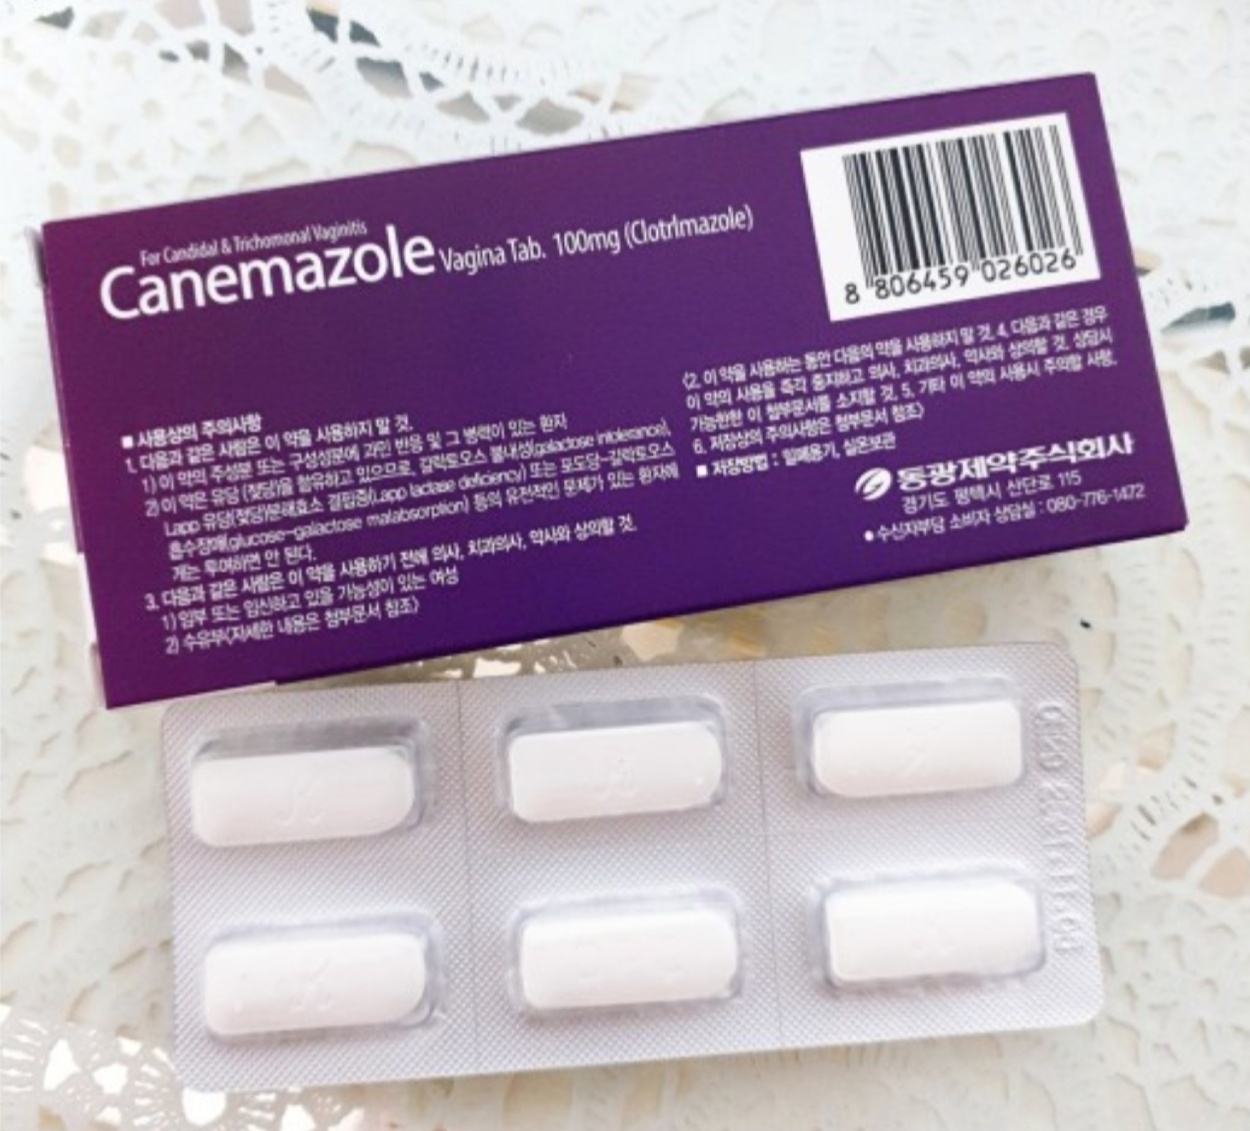 For Candidal & Trichomonal Vaginitis
Canemazole Vagina Tab. 100mg (Clotrlmazole)
8 806459 026026
■ 사용상의 주의사항
1. 다음과 같은 사람은 이 약을 사용하지 말 것.
1) 이 약의 주성분 또는 구성성분에 과민 반응 및 그 병력이 있는 환자
2) 이 약은 유당(젖당)을 함유하고 있으므로, 갈락토오스 불내성(galactose intolerance),
Lapp 유당(젖당)분해효소 결핍증(Lapp lactase deficiency) 또는 포도당-갈락토오스
흡수장애(glucose-galactose malabsorption) 등의 유전적인 문제가 있는 환자에
게는 투여하면 안 된다.
3. 다음과 같은 사람은 이 약을 사용하기 전에 의사, 치과의사, 약사와 상의할 것.
1) 임부 또는 임신하고 있을 가능성이 있는 여성
2) 수유부(자세한 내용은 첨부문서 참조)
〈2. 이 약을 사용하는 동안 다음의 약을 사용하지 말 것, 4. 다음과 같은 경우
이 약의 사용을 즉각 중지하고 의사, 치과의사, 약사와 상의할 것, 상담시
가능한한 이 첨부문서를 소지할 것, 5. 기타 이 약의 사용시 주의할 사항,
6. 저장상의 주의사항은 첨부문서 참조〉
■ 저장방법 : 밀폐용기, 실온보관
동광제약주식회사
경기도 평택시 산단로 115
• 수신자부담 소비자 상담실 : 080-776-1472